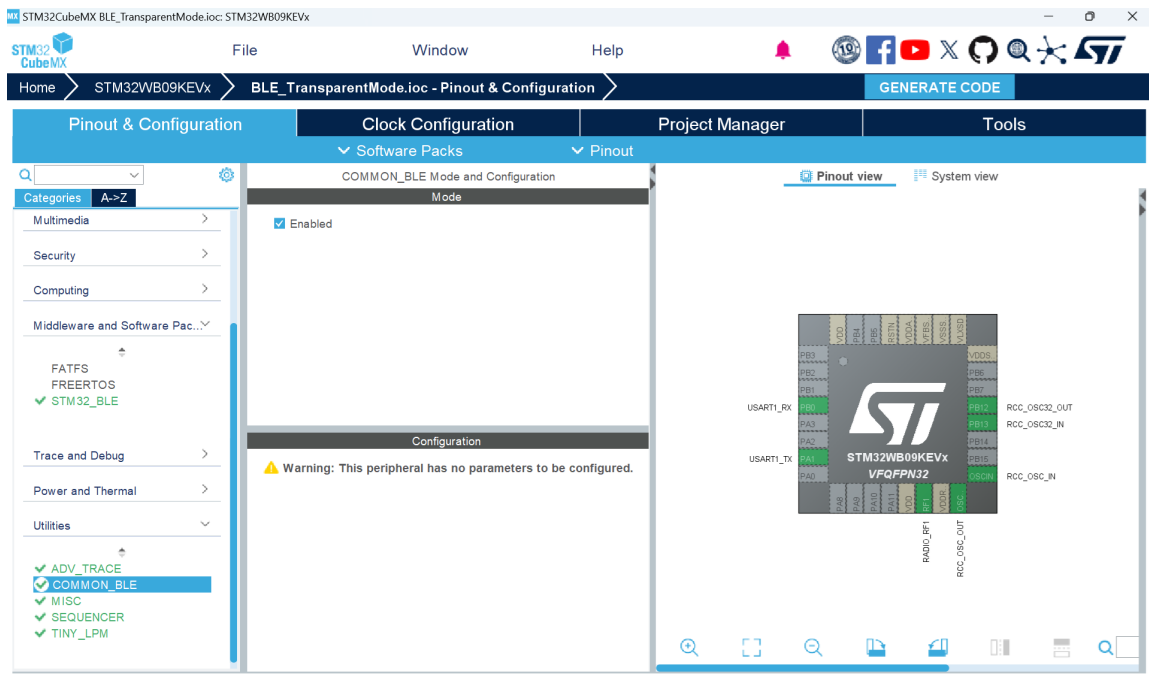 MX STM32CubeMX BLE_TransparentMode.ioc: STM32WB09KEVx
STM32 CubeMX
File Window Help
10
Home STM32WB09KEVx BLE_TransparentMode.ioc - Pinout & Configuration GENERATE CODE
Pinout & Configuration Clock Configuration Project Manager Tools
Software Packs Pinout
Categories A->Z
Multimedia
Security
Computing
Middleware and Software Pac...
FATFS
FREERTOS
STM32_BLE
Trace and Debug
Power and Thermal
Utilities
ADV_TRACE
COMMON_BLE
MISC
SEQUENCER
TINY_LPM
COMMON_BLE Mode and Configuration
Mode
Enabled
Configuration
Warning: This peripheral has no parameters to be configured.
Pinout view System view
VDD PB4 PB5 RSTN VDDA. VFBS. VSSS. VLXSD
PB3 VDDS.
PB2 PB6
PB1 PB7
USART1_RX PB0 PB12 RCC_OSC32_OUT
PA3 PB13 RCC_OSC32_IN
PA2 PB14
USART1_TX PA1 PB15
PA0 OSCIN RCC_OSC_IN
ST
STM32WB09KEVx
VFQFPN32
PA8 PA9 PA10 PA11 VDD RF1 VDDR. OSC.
RADIO_RF1
RCC_OSC_OUT